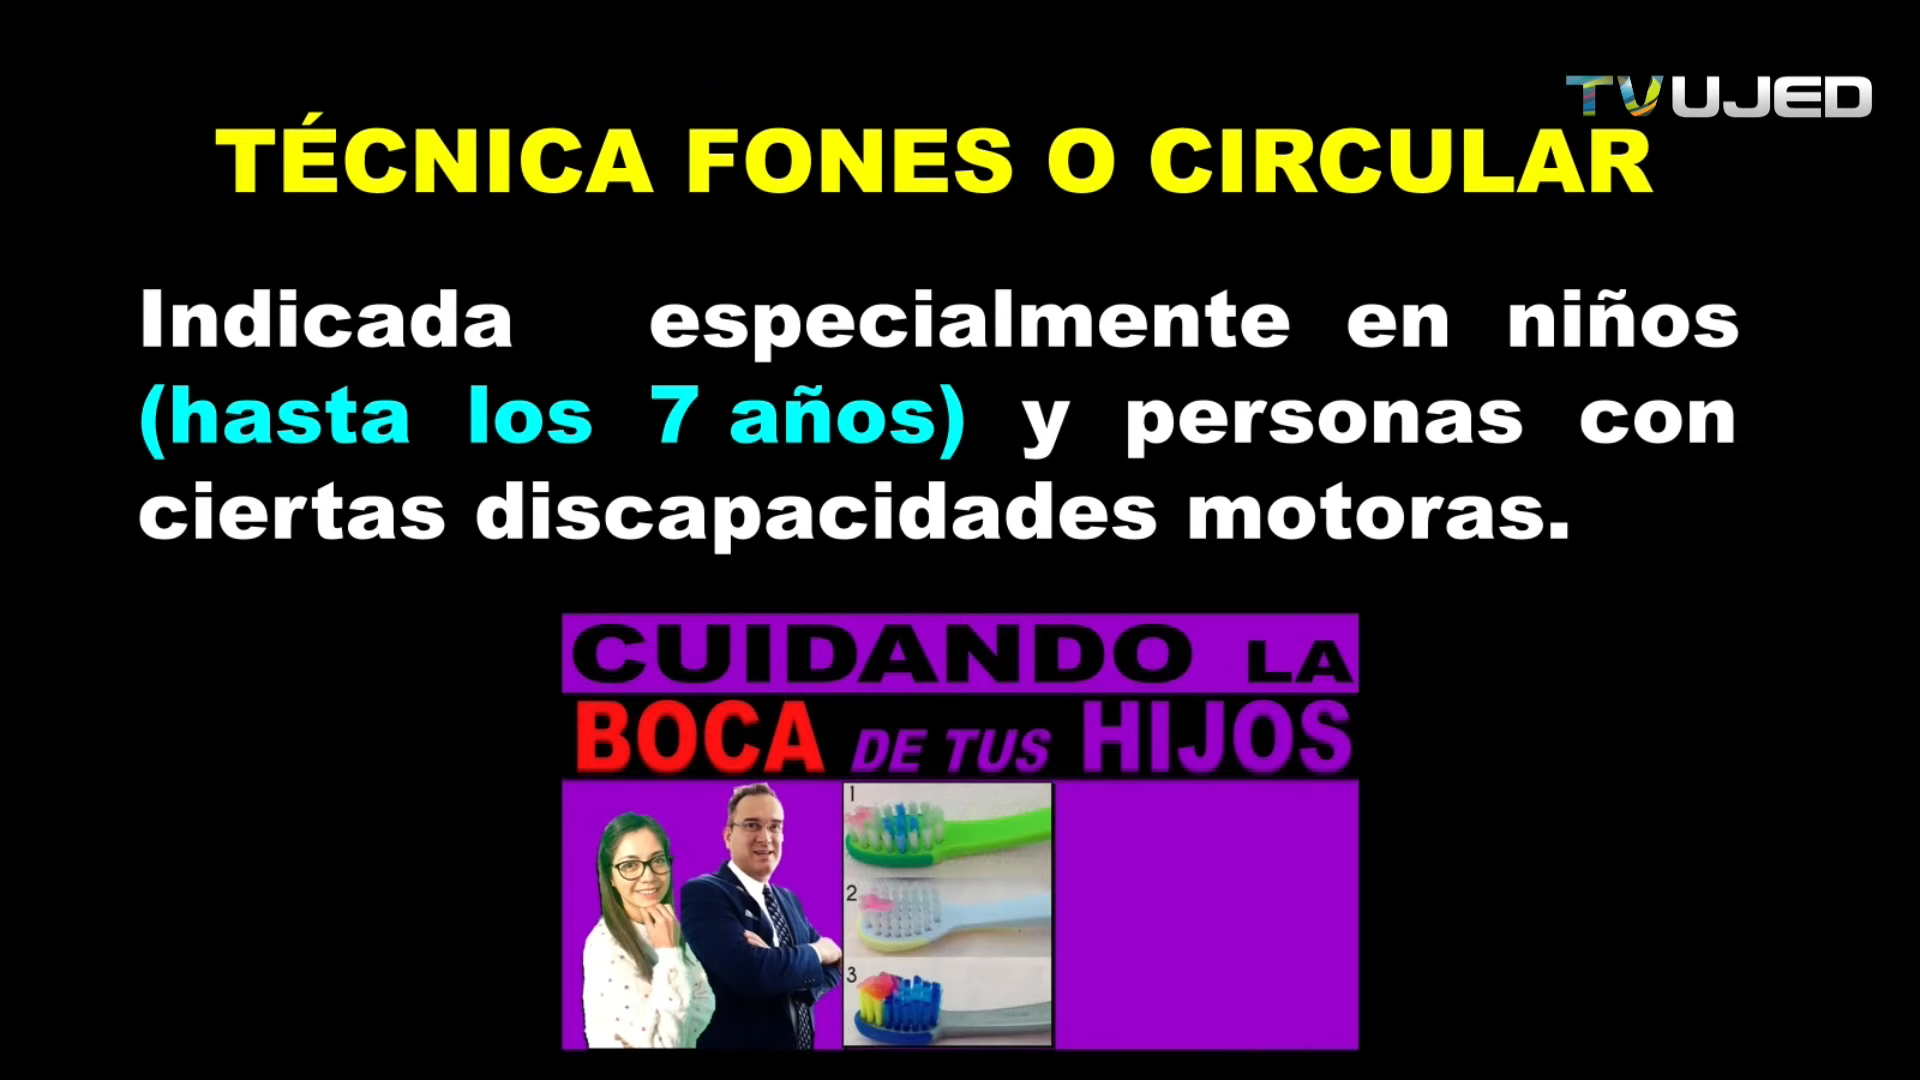 TVUJED
TÉCNICA FONES O CIRCULAR
Indicada especialmente en niños
(hasta los 7 años) y personas con
ciertas discapacidades motoras.
CUIDANDO LA
BOCA DE TUS HIJOS
1
2
3